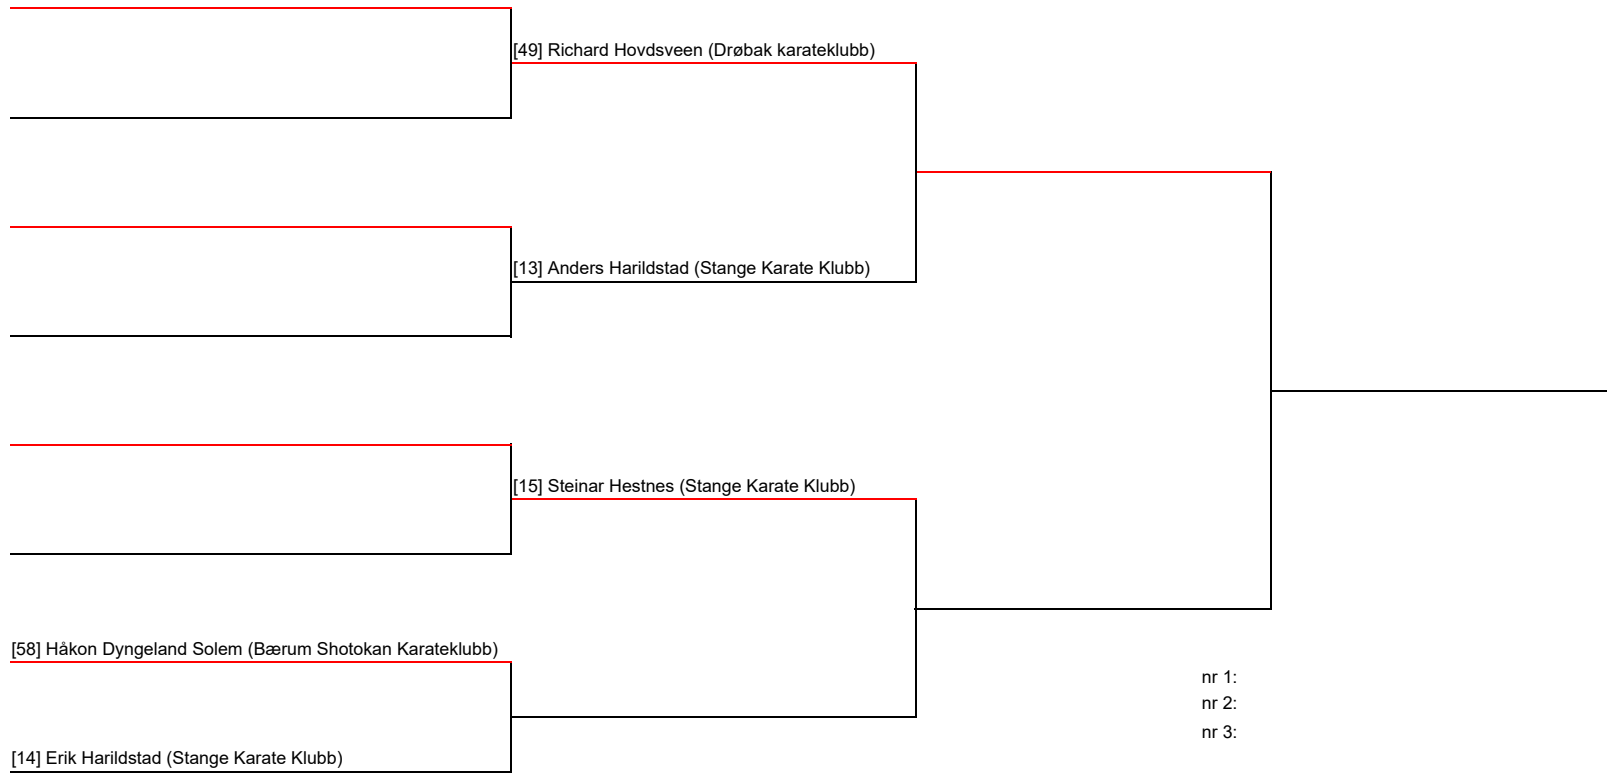 [49] Richard Hovdsveen (Drøbak karateklubb)
[13] Anders Harildstad (Stange Karate Klubb)
[15] Steinar Hestnes (Stange Karate Klubb)
[58] Håkon Dyngeland Solem (Bærum Shotokan Karateklubb)
[14] Erik Harildstad (Stange Karate Klubb)
nr 1:
nr 2:
nr 3: